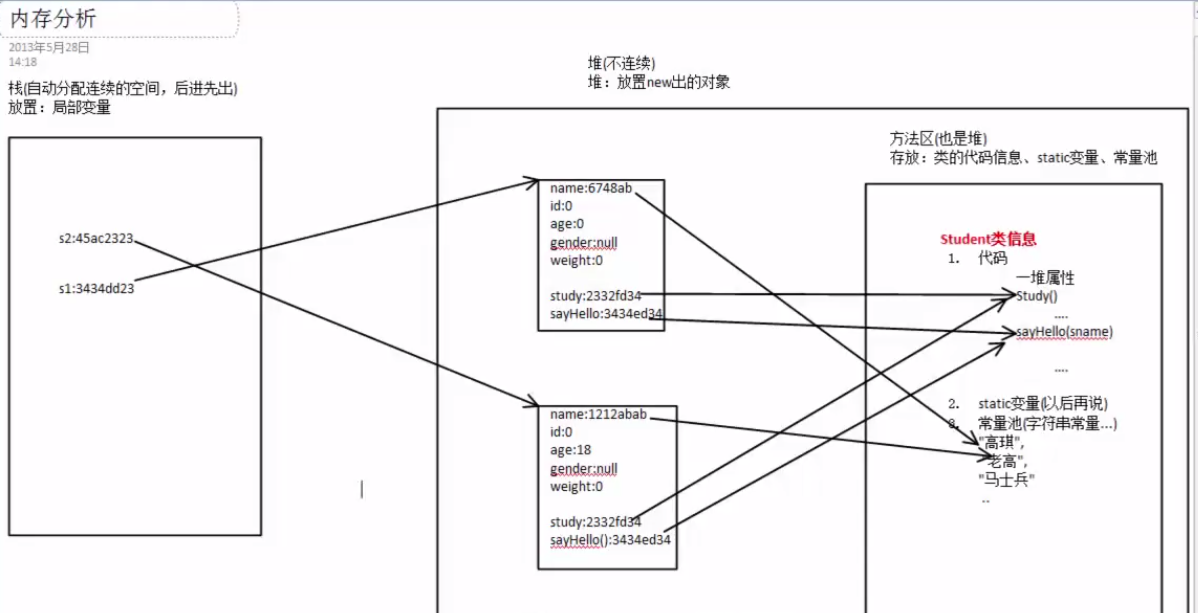 内存分析
2013年5月28日
14:18
栈(自动分配连续的空间，后进先出)
放置：局部变量
堆(不连续)
堆：放置new出的对象
方法区(也是堆)
存放：类的代码信息、static变量、常量池
s2:45ac2323
s1:3434dd23
name:6748ab
id:0
age:0
gender:null
weight:0
study:2332fd34
sayHello:3434ed34
name:1212abab
id:0
age:18
gender:null
weight:0
study:2332fd34
sayHello():3434ed34
Student类信息
1. 代码
一堆属性
Study()
....
sayHello(sname)
....
2. static变量(以后再说)
3. 常量池(字符串常量...)
"高琪",
"老高",
"马士兵"
..